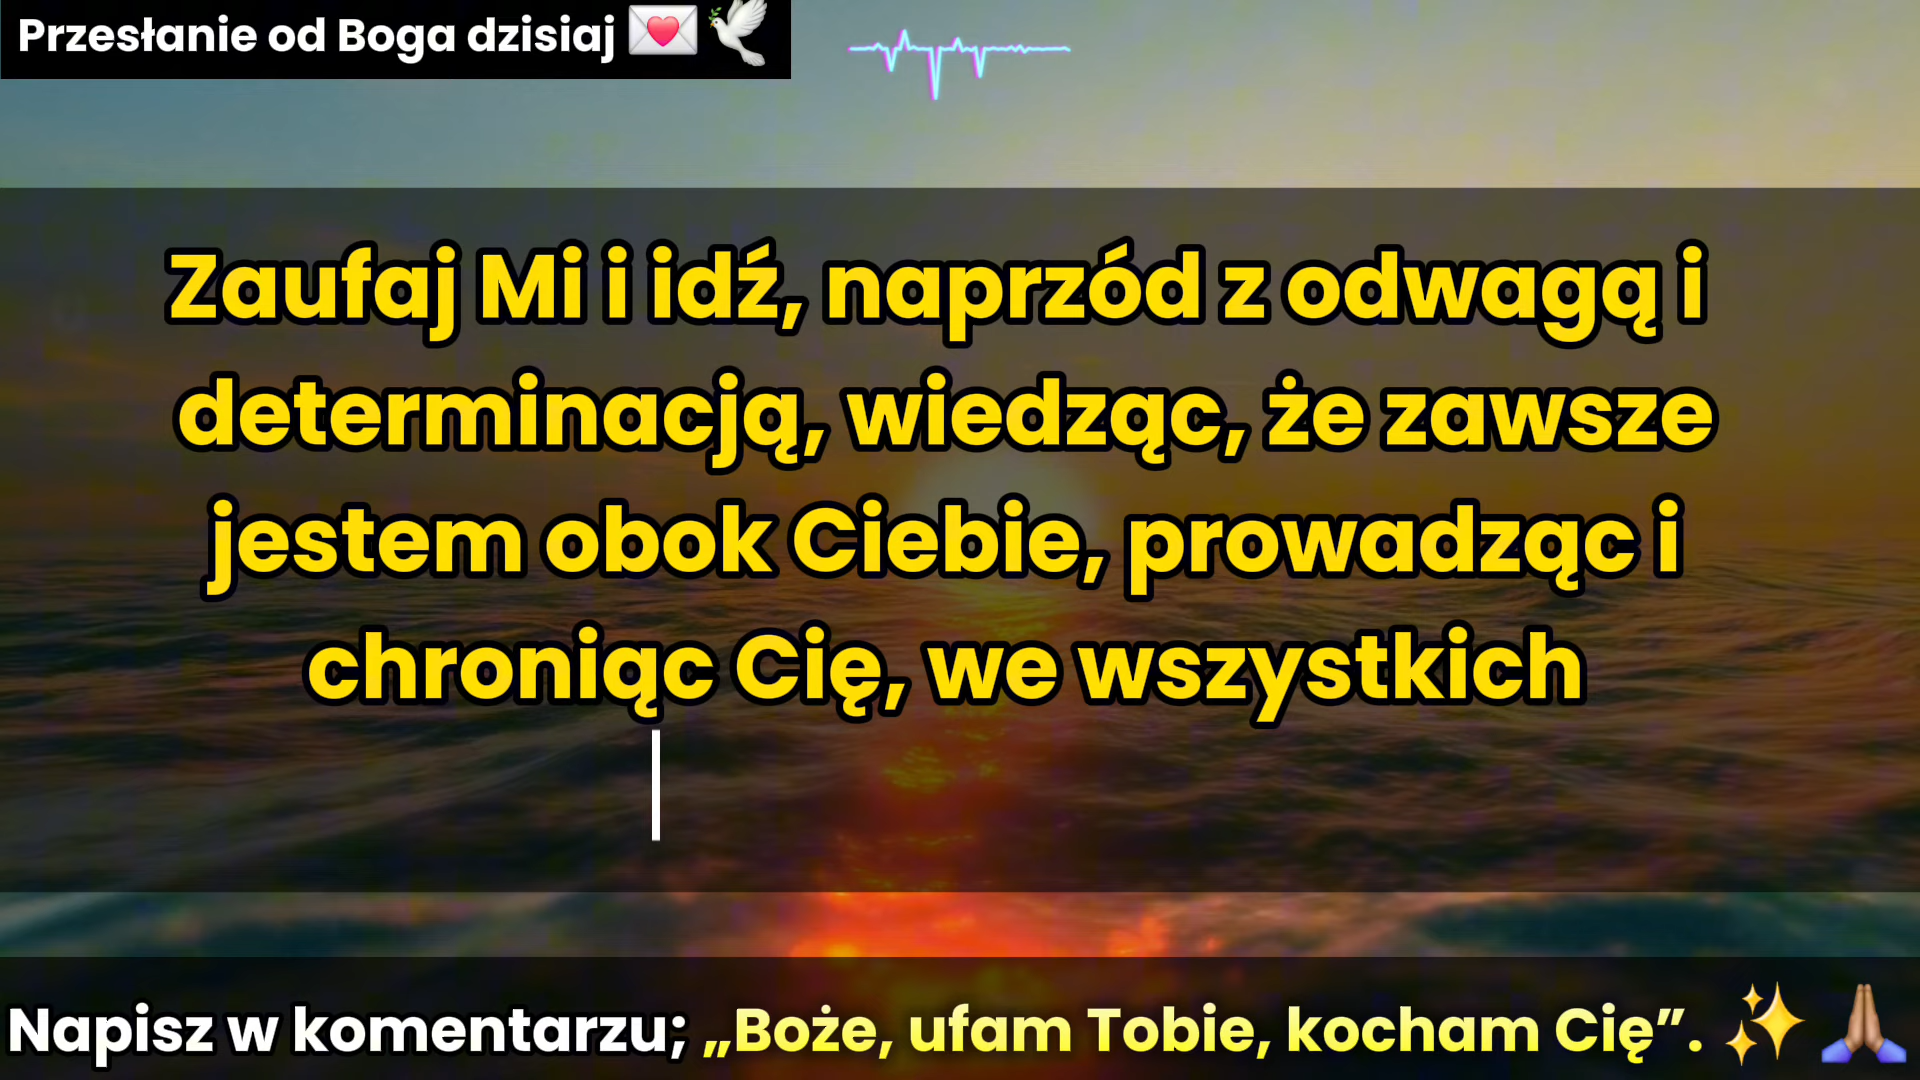 Przesłanie od Boga dzisiaj 💌🕊️
Zaufaj Mi i idź, naprzód z odwagą i
determinacją, wiedząc, że zawsze
jestem obok Ciebie, prowadząc i
chroniąc Cię, we wszystkich
Napisz w komentarzu; „Boże, ufam Tobie, kocham Cię”. ✨🙏🏽